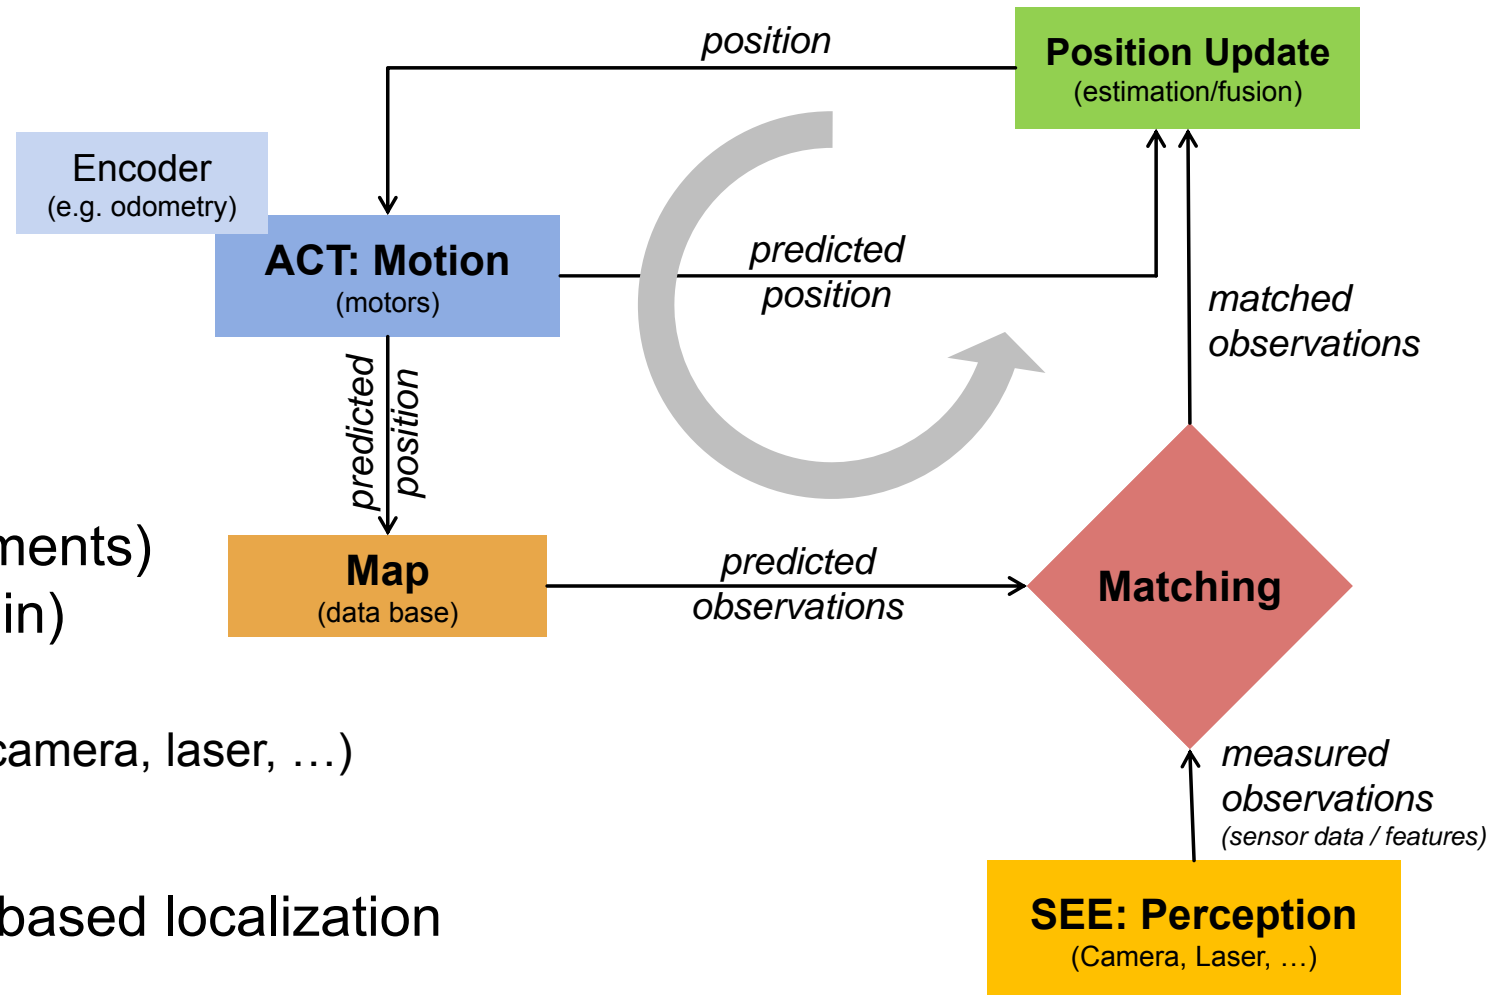 position
Position Update
(estimation/fusion)
Encoder
(e.g. odometry)
ACT: Motion
(motors)
predicted
position
matched
observations
predicted
position
ments)
in)
Map
(data base)
predicted
observations
Matching
camera, laser, …)
measured
observations
(sensor data / features)
based localization
SEE: Perception
(Camera, Laser, …)